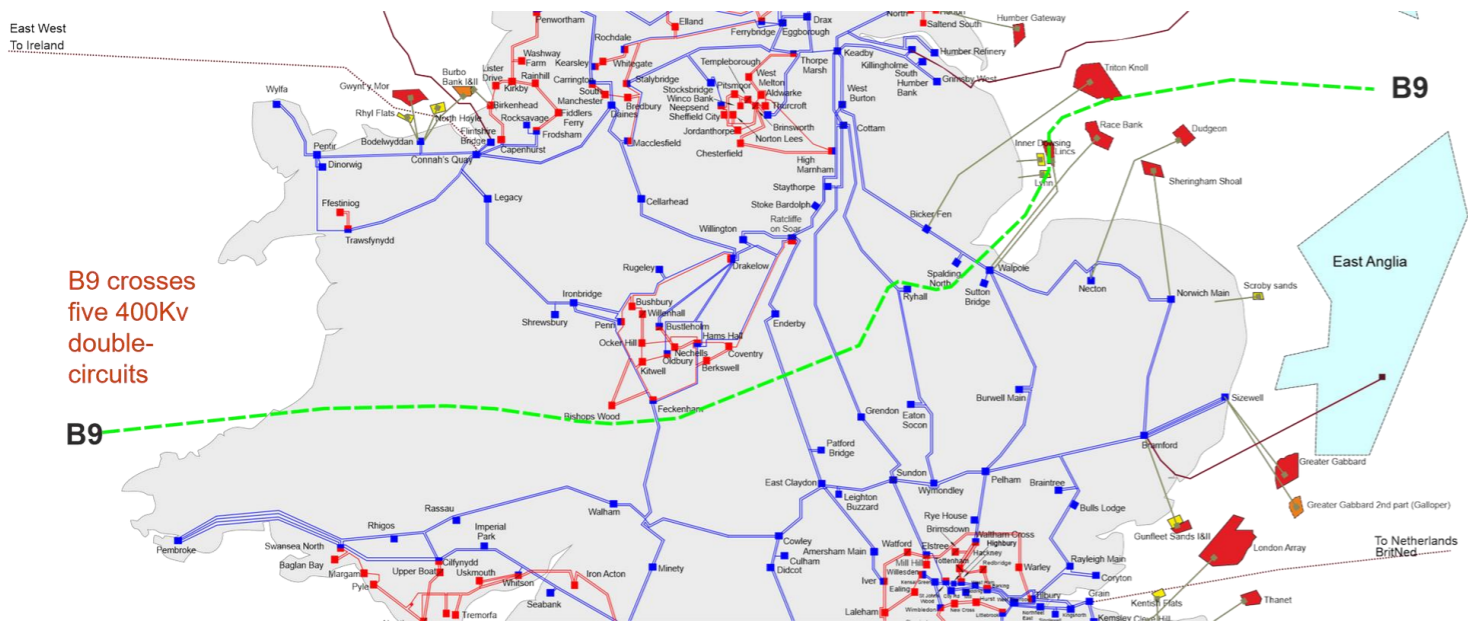 East West
To Ireland
Penwortham
Elland
Drax
North
Saltend South
Humber Gateway
Rochdale
Ferrybridge
Eggborough
Keadby
Humber Refinery
Killingholme
South
Humber
Bank
Grimsby West
Washway
Farm
Kearsley
Whitegate
Templeborough
Thorpe
Marsh
Lister
Drive
Rainhill
Carrington
Stalybridge
Stocksbridge
Pitsmoor
West
Melton
Aldwarke
West
Burton
Triton Knoll
B9
Wylfa
Gwynt y Mor
Burbo
Bank I&II
Kirkby
South
Manchester
Bredbury
Winco Bank
Neepsend
Sheffield City
Thurcroft
Birkenhead
Fiddlers
Ferry
Daines
Brinsworth
Cottam
Race Bank
Dudgeon
Rhyl Flats
North Hoyle
Rocksavage
Jordanthorpe
Norton Lees
Pentir
Bodelwyddan
Flintshire
Bridge
Frodsham
Capenhurst
Macclesfield
Chesterfield
High
Marnham
Inner Dowsing
Lincs
Lynn
Dinorwig
Connah's Quay
Sheringham Shoal
Staythorpe
Ffestiniog
Legacy
Cellarhead
Stoke Bardolph
Trawsfynydd
Willington
Ratcliffe
on Soar
Bicker Fen
B9 crosses
five 400Kv
double-
circuits
Rugeley
Drakelow
Spalding
North
Walpole
Sutton
Bridge
Necton
Norwich Main
Scroby sands
East Anglia
Ironbridge
Shrewsbury
Bushbury
Willenhall
Penn
Bustleholm
Enderby
Ryhall
Ocker Hill
Hams Hall
Nechells
Oldbury
Coventry
Kitwell
Berkswell
B9
Bishops Wood
Feckenham
Grendon
Eaton
Socon
Burwell Main
Sizewell
Bramford
Patford
Bridge
Greater Gabbard
East Claydon
Sundon
Wymondley
Pelham
Braintree
Leighton
Buzzard
Greater Gabbard 2nd part (Galloper)
Rassau
Walham
Rye House
Bulls Lodge
Rhigos
Imperial
Park
Brimsdown
Gunfleet Sands I&II
Pembroke
Swansea North
Cowley
Amersham Main
Watford
Elstree
Waltham Cross
Highbury
Hackney
London Array
To Netherlands
BritNed
Baglan Bay
Cilfynydd
Culham
Mill Hill
Tottenham
Redbridge
Rayleigh Main
Margam
Upper Boat
Uskmouth
Whitson
Iron Acton
Minety
Didcot
Iver
Willesden
Warley
Coryton
Pyle
Seabank
Ealing
Hurst
Tilbury
Grain
Kentish Flats
Thanet
Tremorfa
Laleham
Wimbledon
New Cross
Littlebrook
Kemsley